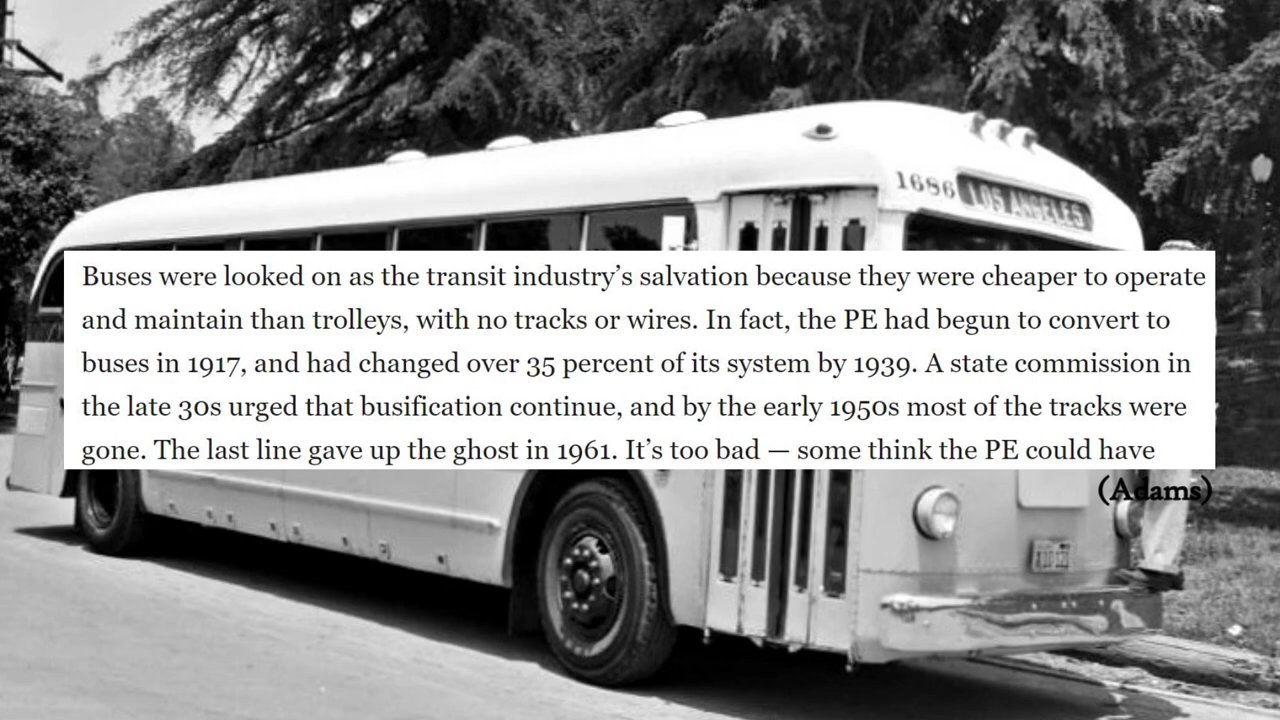 1686 LOS ANGELES
Buses were looked on as the transit industry’s salvation because they were cheaper to operate
and maintain than trolleys, with no tracks or wires. In fact, the PE had begun to convert to
buses in 1917, and had changed over 35 percent of its system by 1939. A state commission in
the late 30s urged that busification continue, and by the early 1950s most of the tracks were
gone. The last line gave up the ghost in 1961. It’s too bad — some think the PE could have
(Adams)